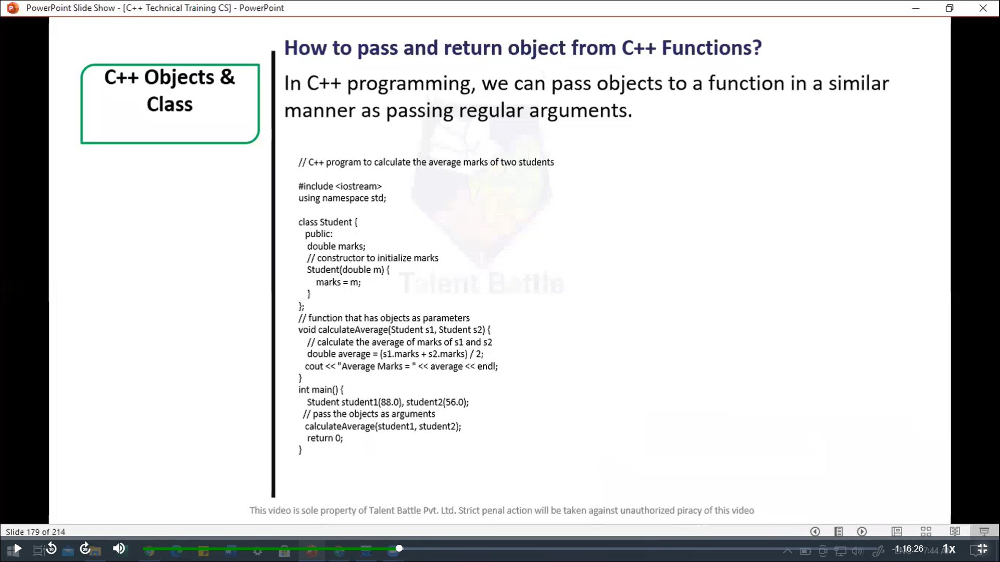 PowerPoint Slide Show - [C++ Technical Training CS] - PowerPoint
How to pass and return object from C++ Functions?
C++ Objects &
Class
In C++ programming, we can pass objects to a function in a similar
manner as passing regular arguments.
// C++ program to calculate the average marks of two students
#include <iostream>
using namespace std;
class Student {
public:
double marks;
// constructor to initialize marks
Student(double m) {
marks = m;
}
};
// function that has objects as parameters
void calculateAverage(Student s1, Student s2) {
// calculate the average of marks of s1 and s2
double average = (s1.marks + s2.marks) / 2;
cout << "Average Marks = " << average << endl;
}
int main() {
Student student1(88.0), student2(56.0);
// pass the objects as arguments
calculateAverage(student1, student2);
return 0;
}
Talent Battle
This video is sole property of Talent Battle Pvt. Ltd. Strict penal action will be taken against unauthorized piracy of this video
Slide 179 of 214
10
30
-1:16:26
7:44 AM
1x